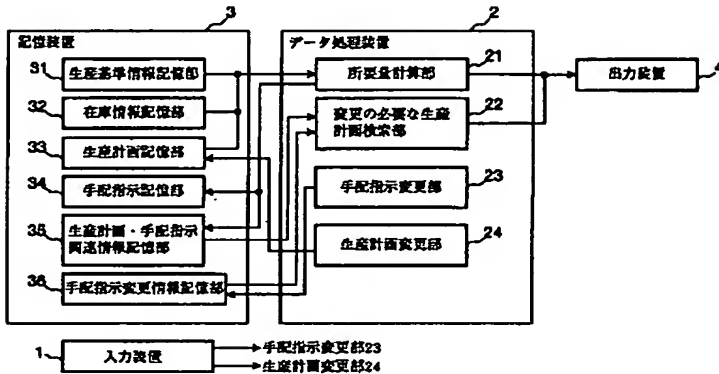 3
記憶装置
31
生産基準情報記憶部
32
在庫情報記憶部
33
生産計画記憶部
34
手配指示記憶部
35
生産計画・手配指示
関連情報記憶部
36
手配指示変更情報記憶部
2
データ処理装置
21
所要量計算部
22
変更の必要な生産
計画検索部
23
手配指示変更部
24
生産計画変更部
4
出力装置
1
入力装置
手配指示変更部23
生産計画変更部24